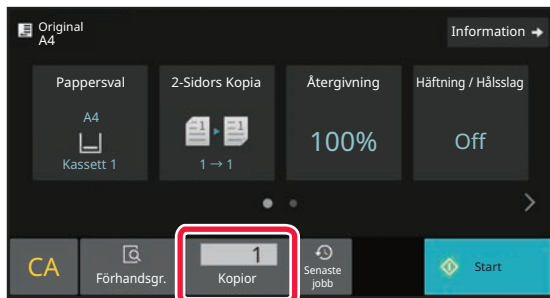 Original
A4
Information
Pappersval
A4
Kassett 1
2-Sidors Kopia
1 → 1
Återgivning
100%
Häftning / Hålsslag
Off
CA
Förhandsgr.
1
Kopior
Senaste
jobb
Start